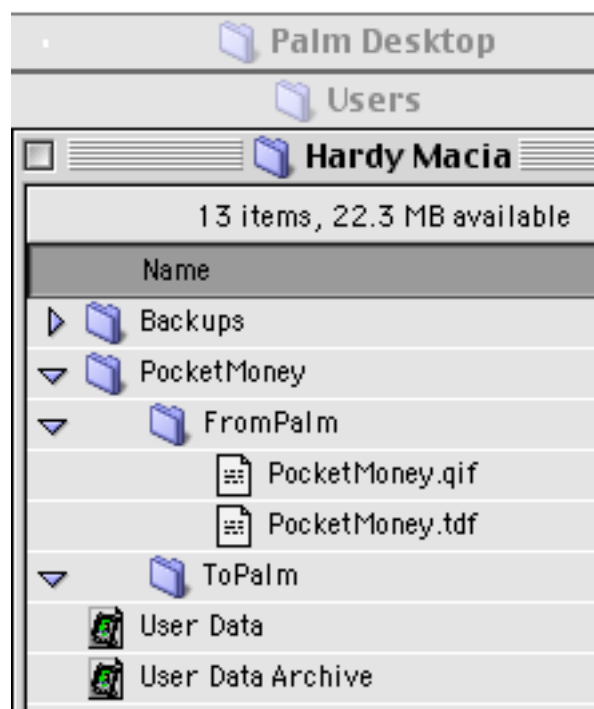 Palm Desktop
Users
Hardy Macia
13 items, 22.3 MB available
Name
Backups
PocketMoney
FromPalm
PocketMoney.qif
PocketMoney.tdf
ToPalm
User Data
User Data Archive